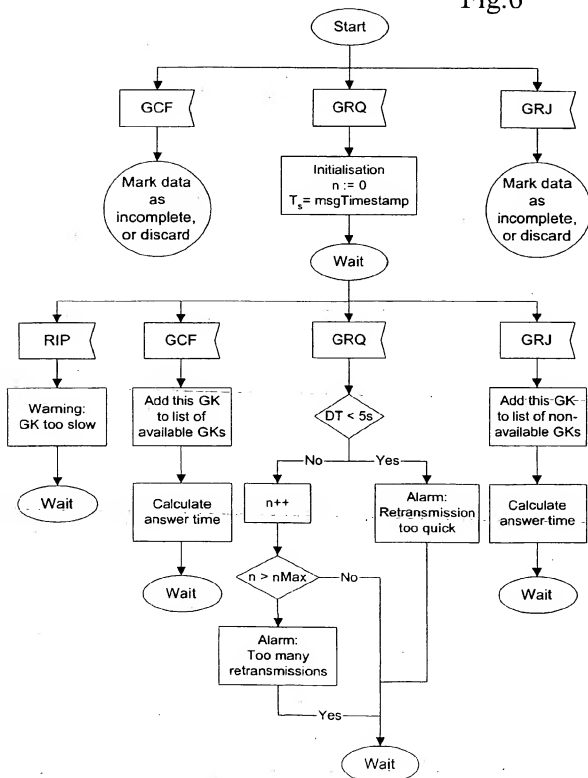 Fig.6
Start
GCF
GRQ
GRJ
Mark data
as
incomplete,
or discard
Initialisation
n := 0
Ts= msgTimestamp
Mark data
as
incomplete,
or discard
Wait
RIP
GCF
GRQ
GRJ
Warning:
GK too slow
Add this GK
to list of
available GKs
DT < 5s
Add this GK
to list of non-
available GKs
No
Yes
Wait
Calculate
answer time
n++
Alarm:
Retransmission
too quick
Calculate
answer time
Wait
n > nMax
No
Wait
Alarm:
Too many
retransmissions
Yes
Wait